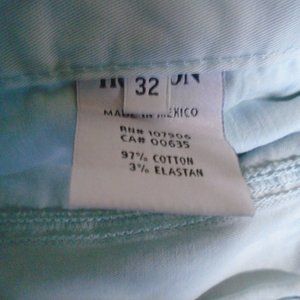 32
MADE IN MEXICO
RN# 107906
CA# 00635
97% COTTON
3% ELASTAN